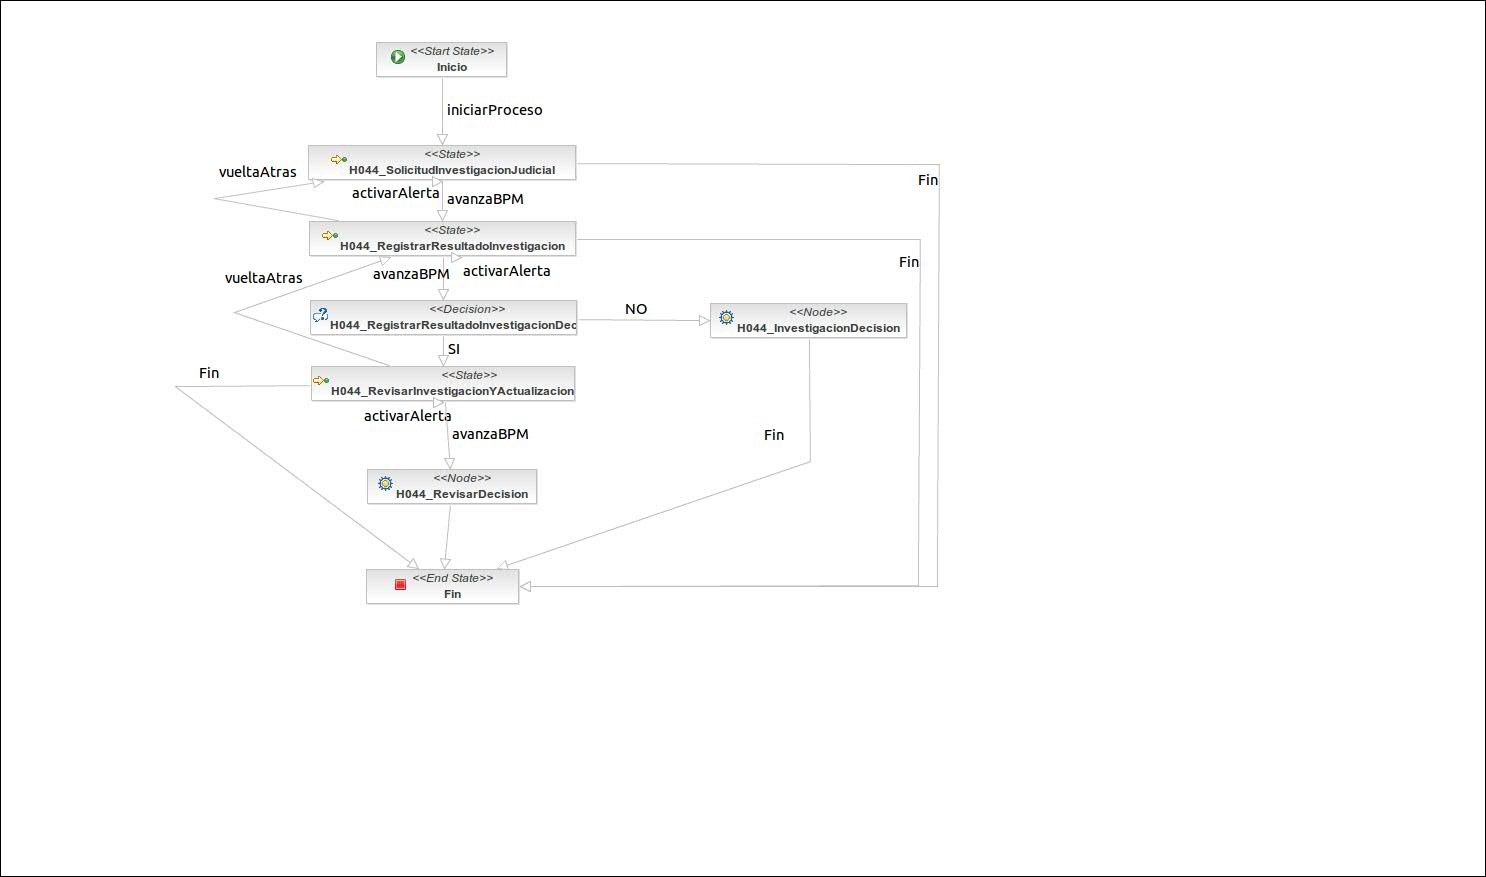 <<Start State>>
Inicio
iniciarProceso
<<State>>
H044_SolicitudInvestigacionJudicial
vueltaAtras
Fin
activarAlerta
avanzaBPM
<<State>>
H044_RegistrarResultadoInvestigacion
Fin
vueltaAtras
avanzaBPM
activarAlerta
<<Decision>>
H044_RegistrarResultadoInvestigacionDec
NO
<<Node>>
H044_InvestigacionDecision
SI
Fin
<<State>>
H044_RevisarInvestigacionYActualizacion
activarAlerta
avanzaBPM
Fin
<<Node>>
H044_RevisarDecision
<<End State>>
Fin